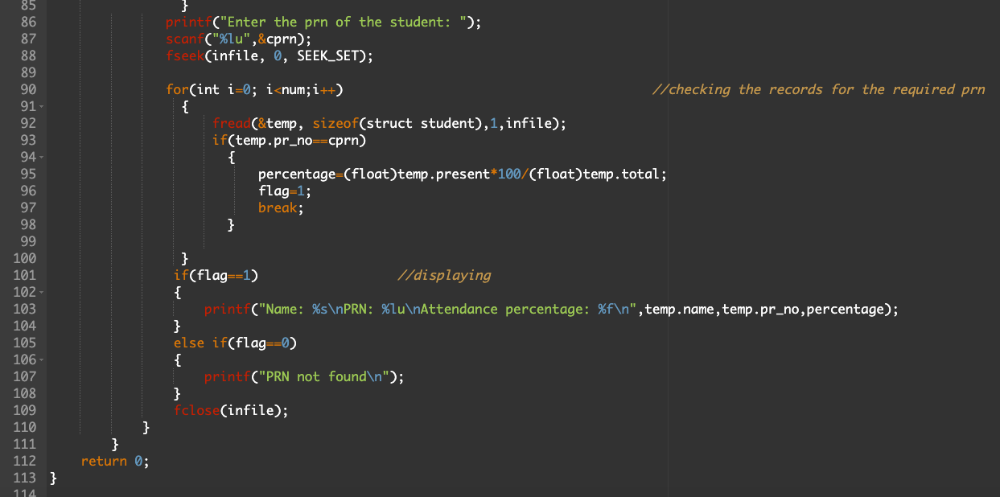 85 }
86 printf("Enter the prn of the student: ");
87 scanf("%lu",&cprn);
88 fseek(infile, 0, SEEK_SET);
89
90 for(int i=0; i<num;i++) //checking the records for the required prn
91 {
92 fread(&temp, sizeof(struct student),1,infile);
93 if(temp.pr_no==cprn)
94 {
95 percentage=(float)temp.present*100/(float)temp.total;
96 flag=1;
97 break;
98 }
99
100 }
101 if(flag==1) //displaying
102 {
103 printf("Name: %s\nPRN: %lu\nAttendance percentage: %f\n",temp.name,temp.pr_no,percentage);
104 }
105 else if(flag==0)
106 {
107 printf("PRN not found\n");
108 }
109 fclose(infile);
110 }
111 }
112 return 0;
113 }
114